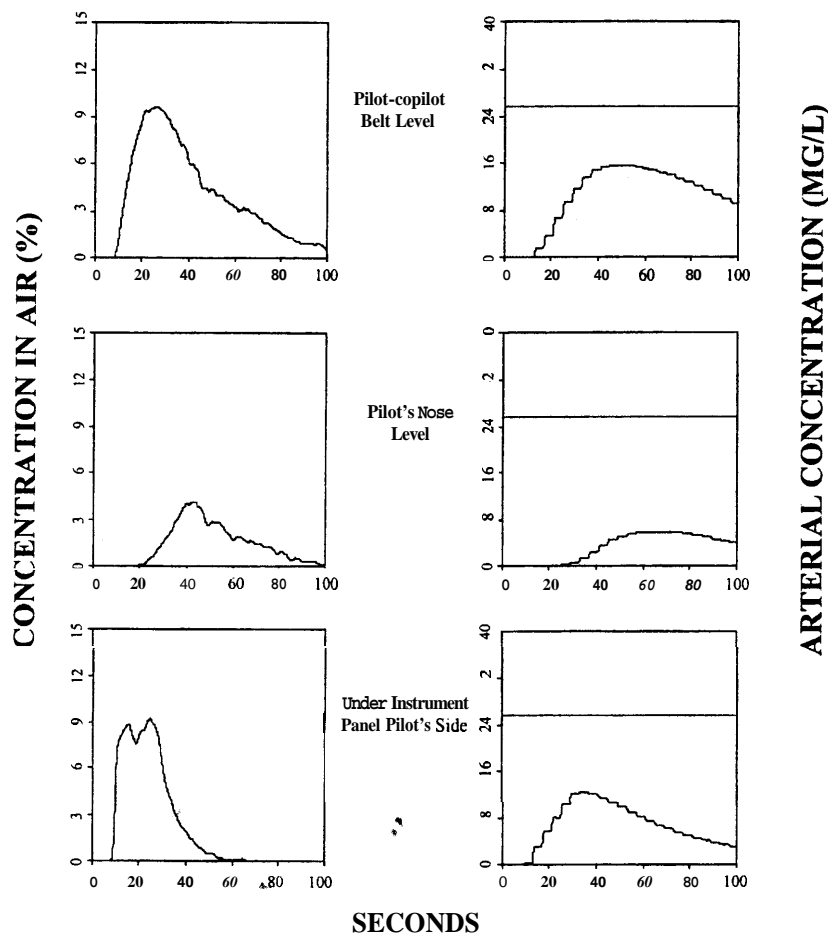 CONCENTRATION IN AIR (%)
15
12
9
6
3
0
0 20 40 60 80 100
Pilot-copilot
Belt Level
40
2
24
16
8
0
0 20 40 60 80 100
ARTERIAL CONCENTRATION (MG/L)
15
12
9
6
3
0
0 20 40 60 80 100
Pilot's Nose
Level
0
2
24
16
8
0
0 20 40 60 80 100
15
12
9
6
3
0
0 20 40 60 80 100
Under Instrument
Panel Pilot's Side
40
2
24
16
8
0
0 20 40 60 80 100
SECONDS